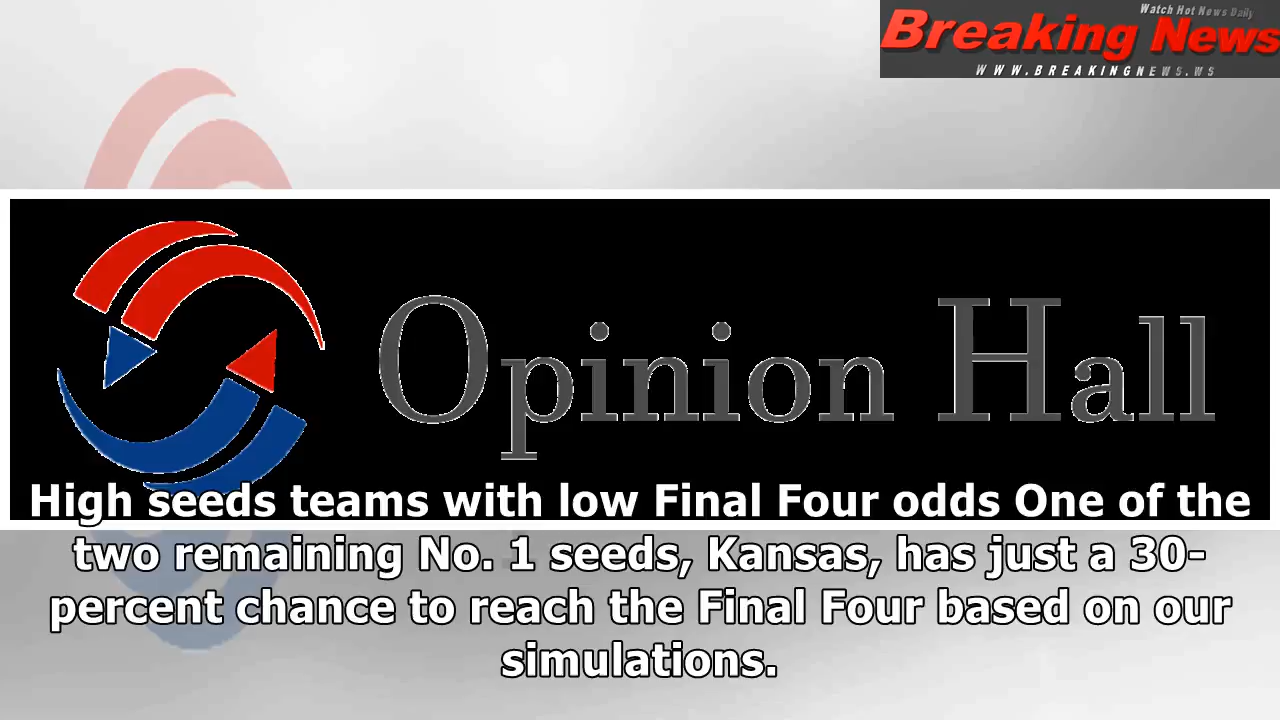 Watch Hot News Daily
Breaking News
WWW.BREAKINGNEWS.WS
Opinion Hall
High seeds teams with low Final Four odds One of the
two remaining No. 1 seeds, Kansas, has just a 30-
percent chance to reach the Final Four based on our
simulations.